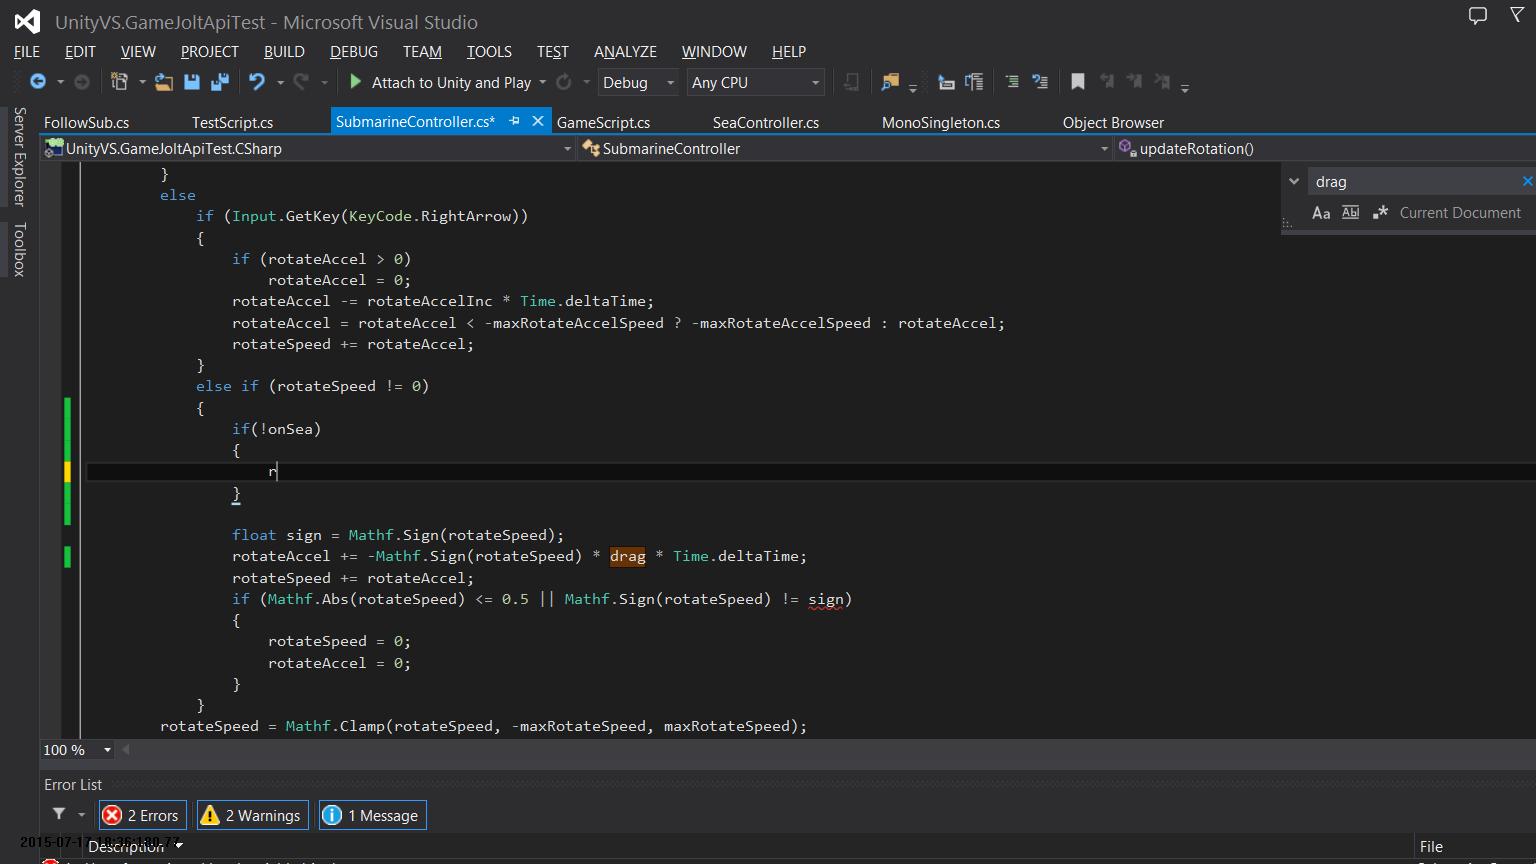 UnityVS.GameJoltApiTest - Microsoft Visual Studio
FILE EDIT VIEW PROJECT BUILD DEBUG TEAM TOOLS TEST ANALYZE WINDOW HELP
Attach to Unity and Play Debug Any CPU
Server Explorer
Toolbox
FollowSub.cs TestScript.cs SubmarineController.cs* GameScript.cs SeaController.cs MonoSingleton.cs Object Browser
UnityVS.GameJoltApiTest.CSharp SubmarineController updateRotation()
drag
Aa Abl .* Current Document
}
else
if (Input.GetKey(KeyCode.RightArrow))
{
if (rotateAccel > 0)
rotateAccel = 0;
rotateAccel -= rotateAccelInc * Time.deltaTime;
rotateAccel = rotateAccel < -maxRotateAccelSpeed ? -maxRotateAccelSpeed : rotateAccel;
rotateSpeed += rotateAccel;
}
else if (rotateSpeed != 0)
{
if(!onSea)
{
r
}
float sign = Mathf.Sign(rotateSpeed);
rotateAccel += -Mathf.Sign(rotateSpeed) * drag * Time.deltaTime;
rotateSpeed += rotateAccel;
if (Mathf.Abs(rotateSpeed) <= 0.5 || Mathf.Sign(rotateSpeed) != sign)
{
rotateSpeed = 0;
rotateAccel = 0;
}
}
rotateSpeed = Mathf.Clamp(rotateSpeed, -maxRotateSpeed, maxRotateSpeed);
100 %
Error List
2 Errors 2 Warnings 1 Message
Description File